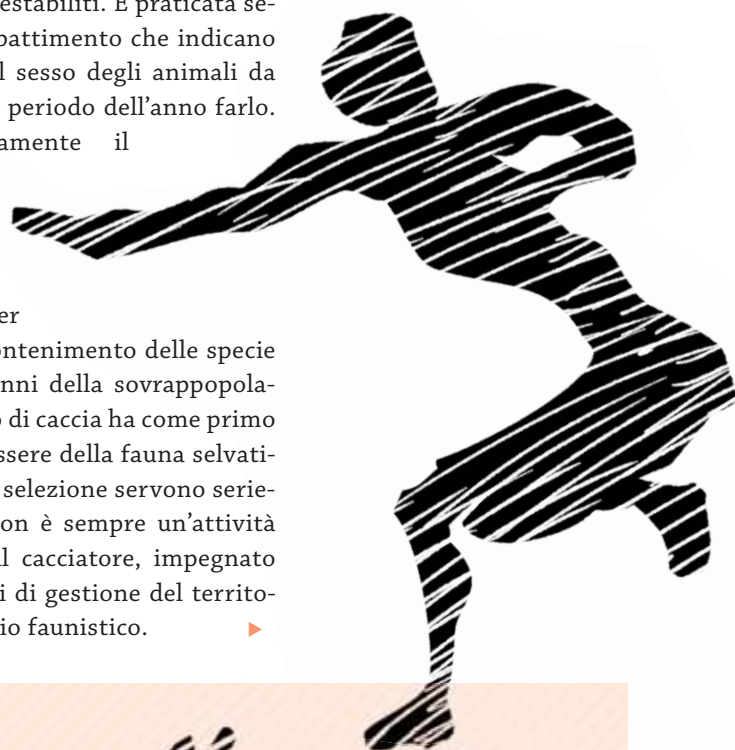 estabiliti. È praticata se-
battimento che indicano
l sesso degli animali da
periodo dell’anno farlo.
amente il
er
ontenimento delle specie
nni della sovrappopola-
o di caccia ha come primo
ssere della fauna selvati-
selezione servono serie-
on è sempre un’attività
l cacciatore, impegnato
i di gestione del territo-
io faunistico.